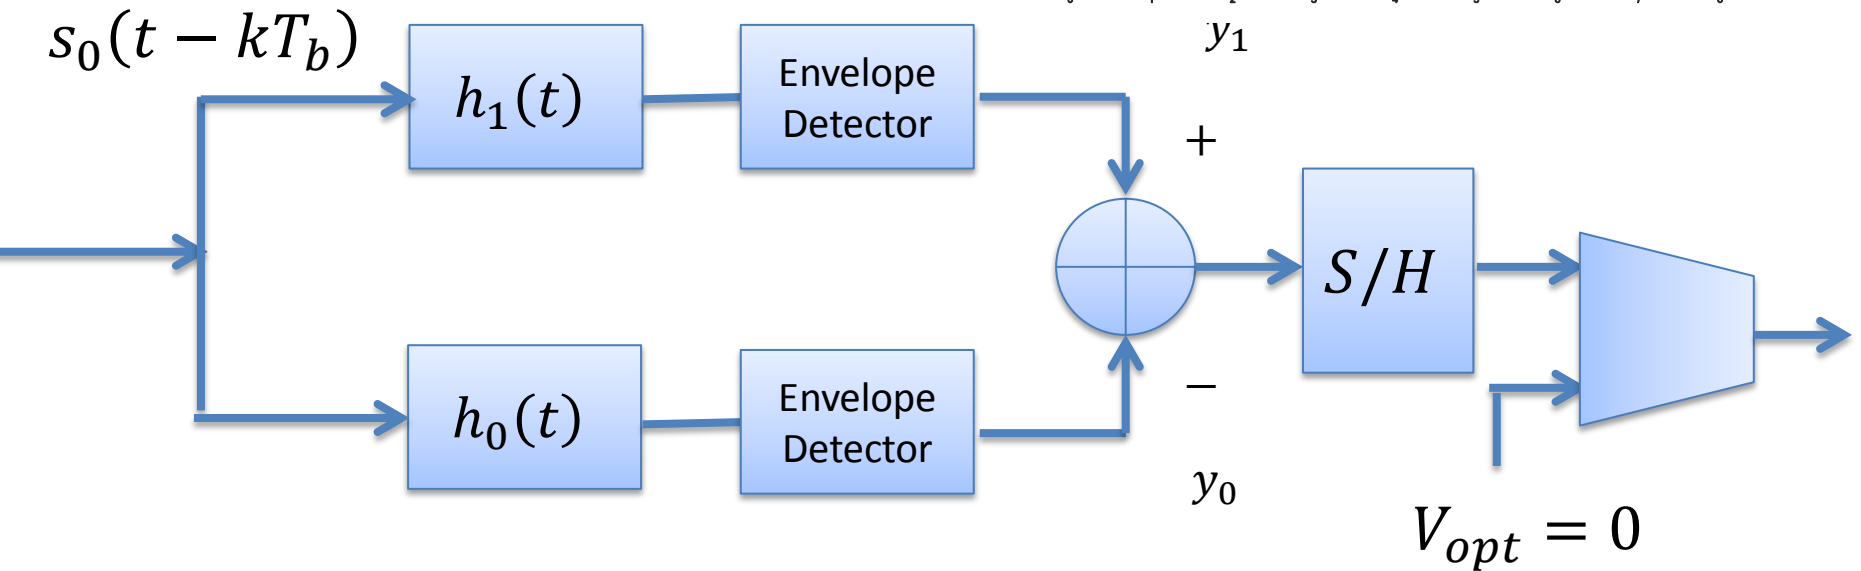 s₀(t − kT_b)
y₁
h₁(t)
Envelope
Detector
+
S/H
h₀(t)
Envelope
Detector
−
y₀
V_opt = 0